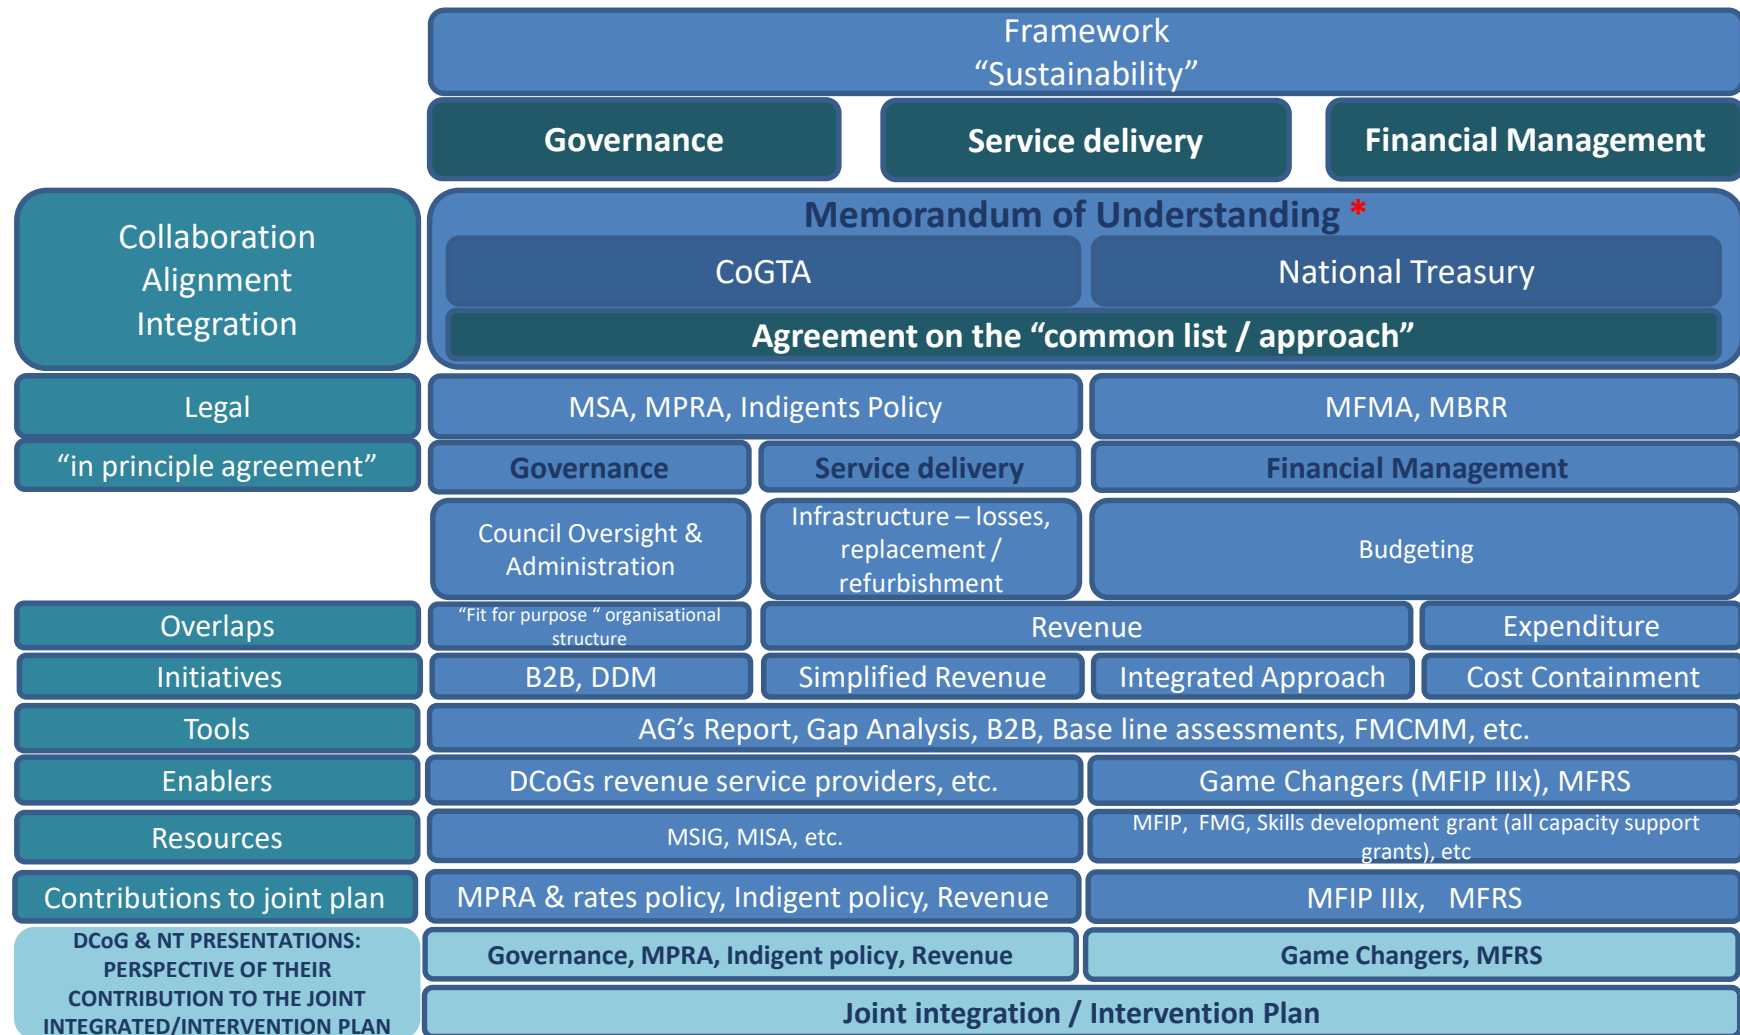 Framework
“Sustainability”
Governance
Service delivery
Financial Management
Collaboration
Alignment
Integration
Memorandum of Understanding *
CoGTA
National Treasury
Agreement on the “common list / approach”
Legal
MSA, MPRA, Indigents Policy
MFMA, MBRR
“in principle agreement”
Governance
Service delivery
Financial Management
Council Oversight &
Administration
Infrastructure – losses,
replacement /
refurbishment
Budgeting
Overlaps
“Fit for purpose “ organisational
structure
Revenue
Expenditure
Initiatives
B2B, DDM
Simplified Revenue
Integrated Approach
Cost Containment
Tools
AG’s Report, Gap Analysis, B2B, Base line assessments, FMCMM, etc.
Enablers
DCoGs revenue service providers, etc.
Game Changers (MFIP IIIx), MFRS
Resources
MSIG, MISA, etc.
MFIP, FMG, Skills development grant (all capacity support
grants), etc
Contributions to joint plan
MPRA & rates policy, Indigent policy, Revenue
MFIP IIIx, MFRS
DCoG & NT PRESENTATIONS:
PERSPECTIVE OF THEIR
CONTRIBUTION TO THE JOINT
INTEGRATED/INTERVENTION PLAN
Governance, MPRA, Indigent policy, Revenue
Game Changers, MFRS
Joint integration / Intervention Plan